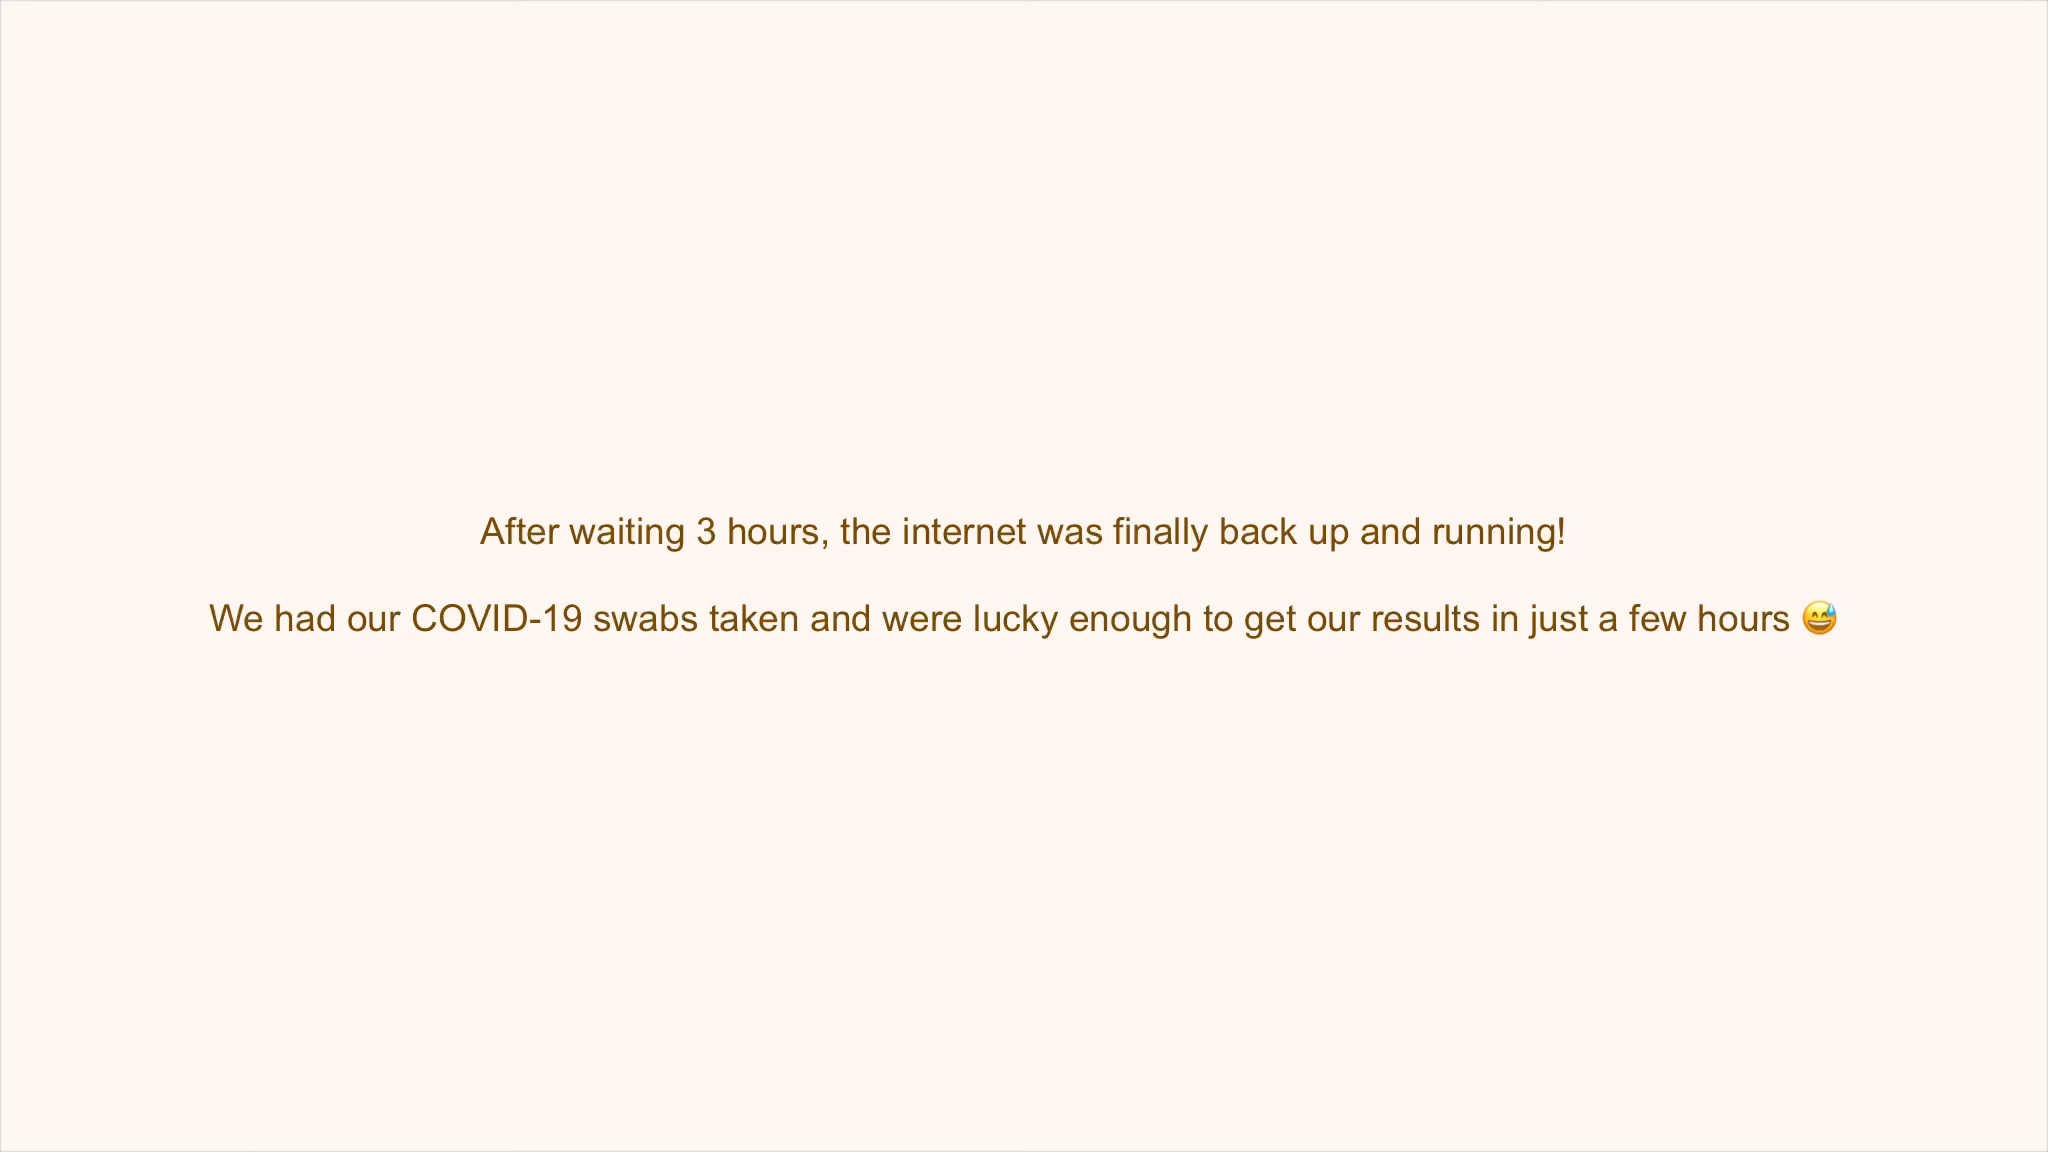 After waiting 3 hours, the internet was finally back up and running!
We had our COVID-19 swabs taken and were lucky enough to get our results in just a few hours 😅